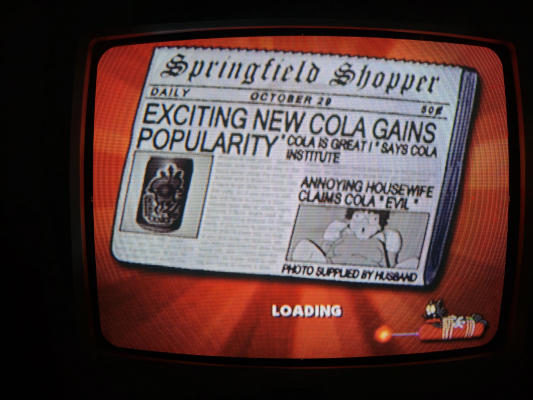 Springfield Shopper
DAILY OCTOBER 29 50¢
EXCITING NEW COLA GAINS
POPULARITY
"COLA IS GREAT!" SAYS COLA
INSTITUTE
ANNOYING HOUSEWIFE
CLAIMS COLA "EVIL"
PHOTO SUPPLIED BY HUSBAND
LOADING